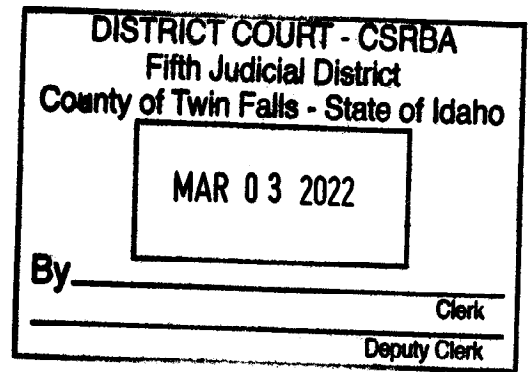 DISTRICT COURT - CSRBA
Fifth Judicial District
County of Twin Falls - State of Idaho
MAR 03 2022
By
Clerk
Deputy Clerk